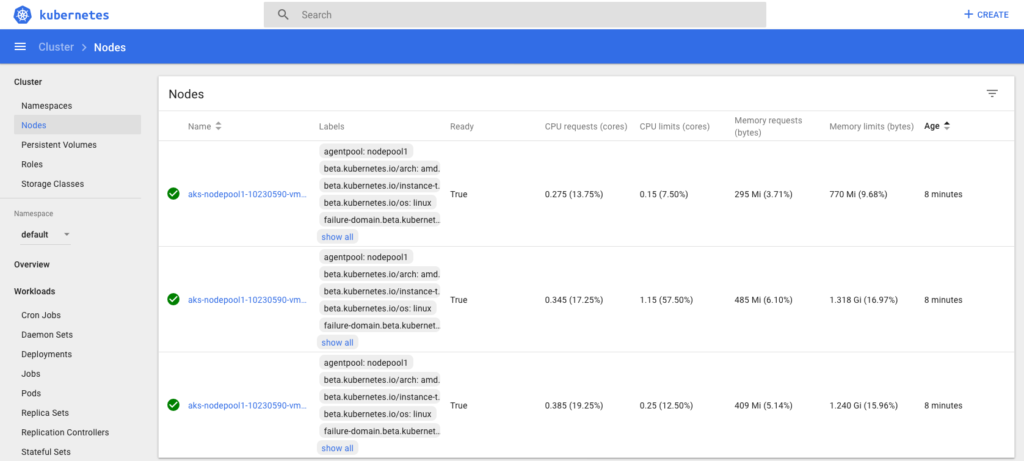 kubernetes
Search
+ CREATE
Cluster > Nodes
Cluster
Namespaces
Nodes
Persistent Volumes
Roles
Storage Classes
Namespace
default
Overview
Workloads
Cron Jobs
Daemon Sets
Deployments
Jobs
Pods
Replica Sets
Replication Controllers
Stateful Sets
Nodes
Name Labels Ready CPU requests (cores) CPU limits (cores) Memory requests (bytes) Memory limits (bytes) Age
agentpool: nodepool1
beta.kubernetes.io/arch: amd.
beta.kubernetes.io/instance-t.
aks-nodepool1-10230590-vm... True 0.275 (13.75%) 0.15 (7.50%) 295 Mi (3.71%) 770 Mi (9.68%) 8 minutes
beta.kubernetes.io/os: linux
failure-domain.beta.kubernet..
show all
agentpool: nodepool1
beta.kubernetes.io/arch: amd.
beta.kubernetes.io/instance-t.
aks-nodepool1-10230590-vm... True 0.345 (17.25%) 1.15 (57.50%) 485 Mi (6.10%) 1.318 Gi (16.97%) 8 minutes
beta.kubernetes.io/os: linux
failure-domain.beta.kubernet..
show all
agentpool: nodepool1
beta.kubernetes.io/arch: amd.
beta.kubernetes.io/instance-t.
aks-nodepool1-10230590-vm... True 0.385 (19.25%) 0.25 (12.50%) 409 Mi (5.14%) 1.240 Gi (15.96%) 8 minutes
beta.kubernetes.io/os: linux
failure-domain.beta.kubernet..
show all